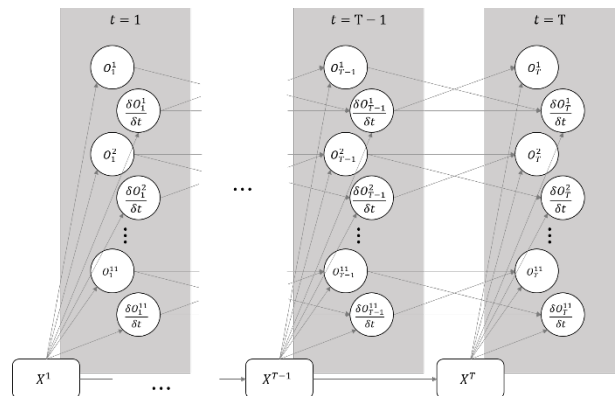 t = 1
t = T − 1
t = T
O_1^1
O_{T−1}^1
O_T^1
δO_1^1/δt
δO_{T−1}^1/δt
δO_T^1/δt
O_1^2
O_{T−1}^2
O_T^2
δO_1^2/δt
δO_{T−1}^2/δt
δO_T^2/δt
...
⋮
⋮
⋮
O_1^{11}
O_{T−1}^{11}
O_T^{11}
δO_1^{11}/δt
δO_{T−1}^{11}/δt
δO_T^{11}/δt
X^1
...
X^{T−1}
X^T